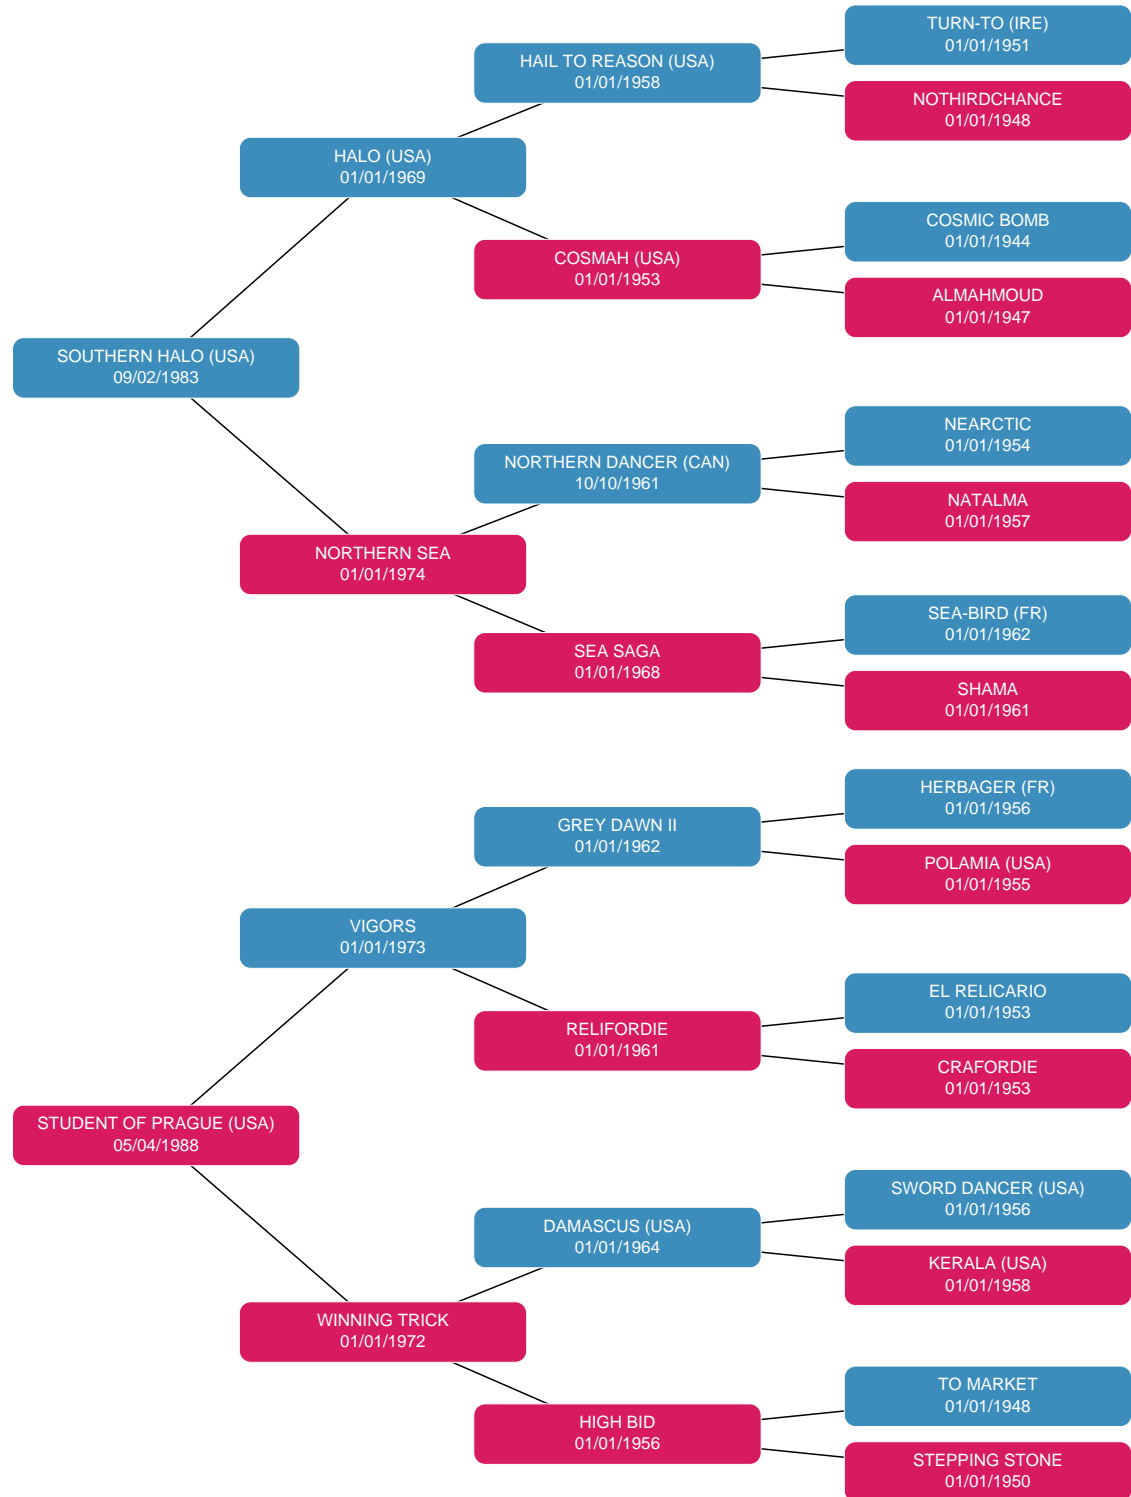 TURN-TO (IRE)
01/01/1951
HAIL TO REASON (USA)
01/01/1958
NOTHIRDCHANCE
01/01/1948
HALO (USA)
01/01/1969
COSMIC BOMB
01/01/1944
COSMAH (USA)
01/01/1953
ALMAHMOUD
01/01/1947
SOUTHERN HALO (USA)
09/02/1983
NEARCTIC
01/01/1954
NORTHERN DANCER (CAN)
10/10/1961
NATALMA
01/01/1957
NORTHERN SEA
01/01/1974
SEA-BIRD (FR)
01/01/1962
SEA SAGA
01/01/1968
SHAMA
01/01/1961
HERBAGER (FR)
01/01/1956
GREY DAWN II
01/01/1962
POLAMIA (USA)
01/01/1955
VIGORS
01/01/1973
EL RELICARIO
01/01/1953
RELIFORDIE
01/01/1961
CRAFORDIE
01/01/1953
STUDENT OF PRAGUE (USA)
05/04/1988
SWORD DANCER (USA)
01/01/1956
DAMASCUS (USA)
01/01/1964
KERALA (USA)
01/01/1958
WINNING TRICK
01/01/1972
TO MARKET
01/01/1948
HIGH BID
01/01/1956
STEPPING STONE
01/01/1950